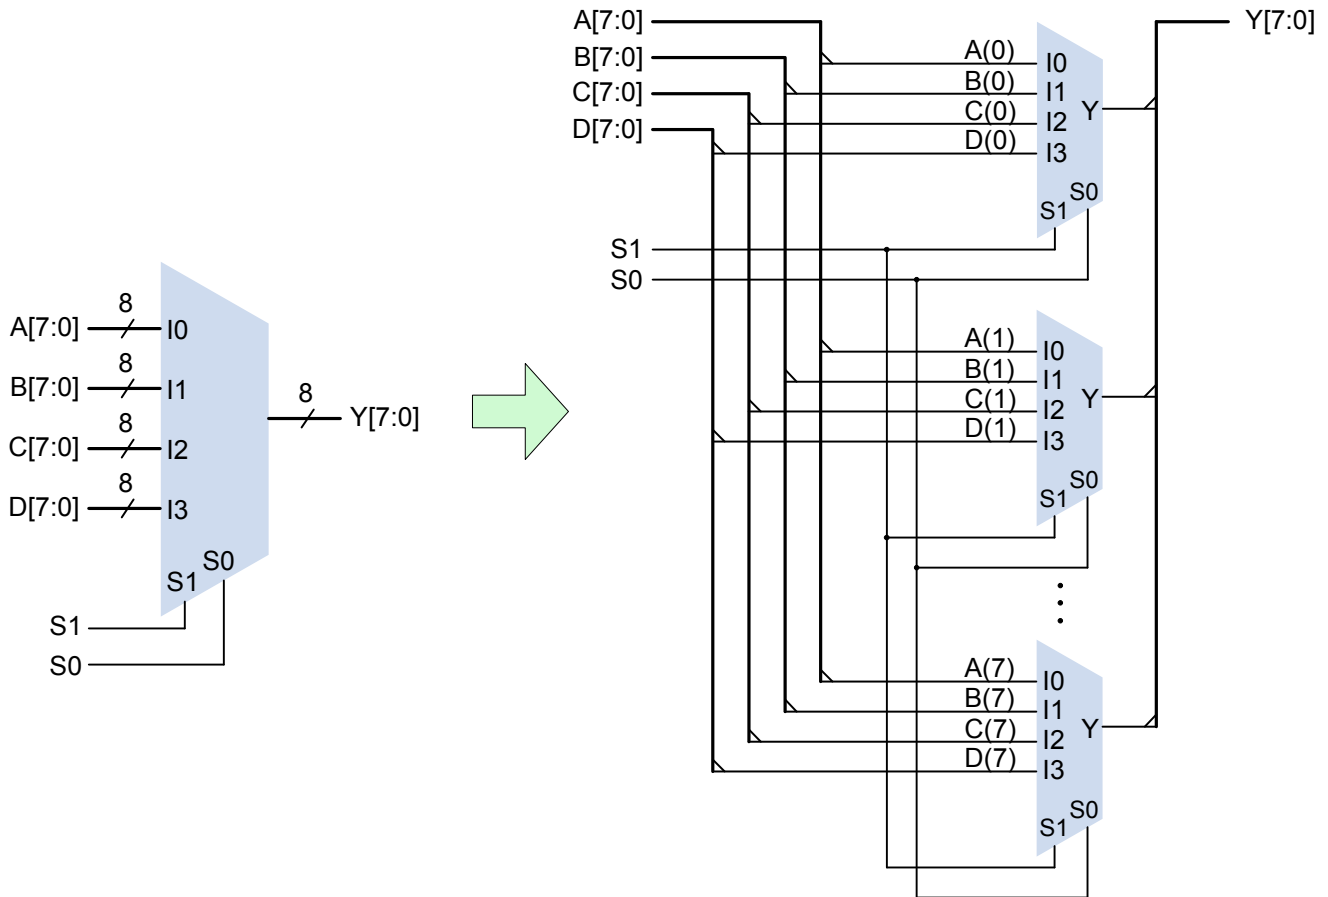 A[7:0] 8 I0
B[7:0] 8 I1
C[7:0] 8 I2
D[7:0] 8 I3
8 Y[7:0]
S1 S0
S1
S0
A[7:0]
B[7:0]
C[7:0]
D[7:0]
S1
S0
A(0) I0
B(0) I1
C(0) I2
D(0) I3
Y
S1 S0
A(1) I0
B(1) I1
C(1) I2
D(1) I3
Y
S1 S0
A(7) I0
B(7) I1
C(7) I2
D(7) I3
Y
S1 S0
Y[7:0]